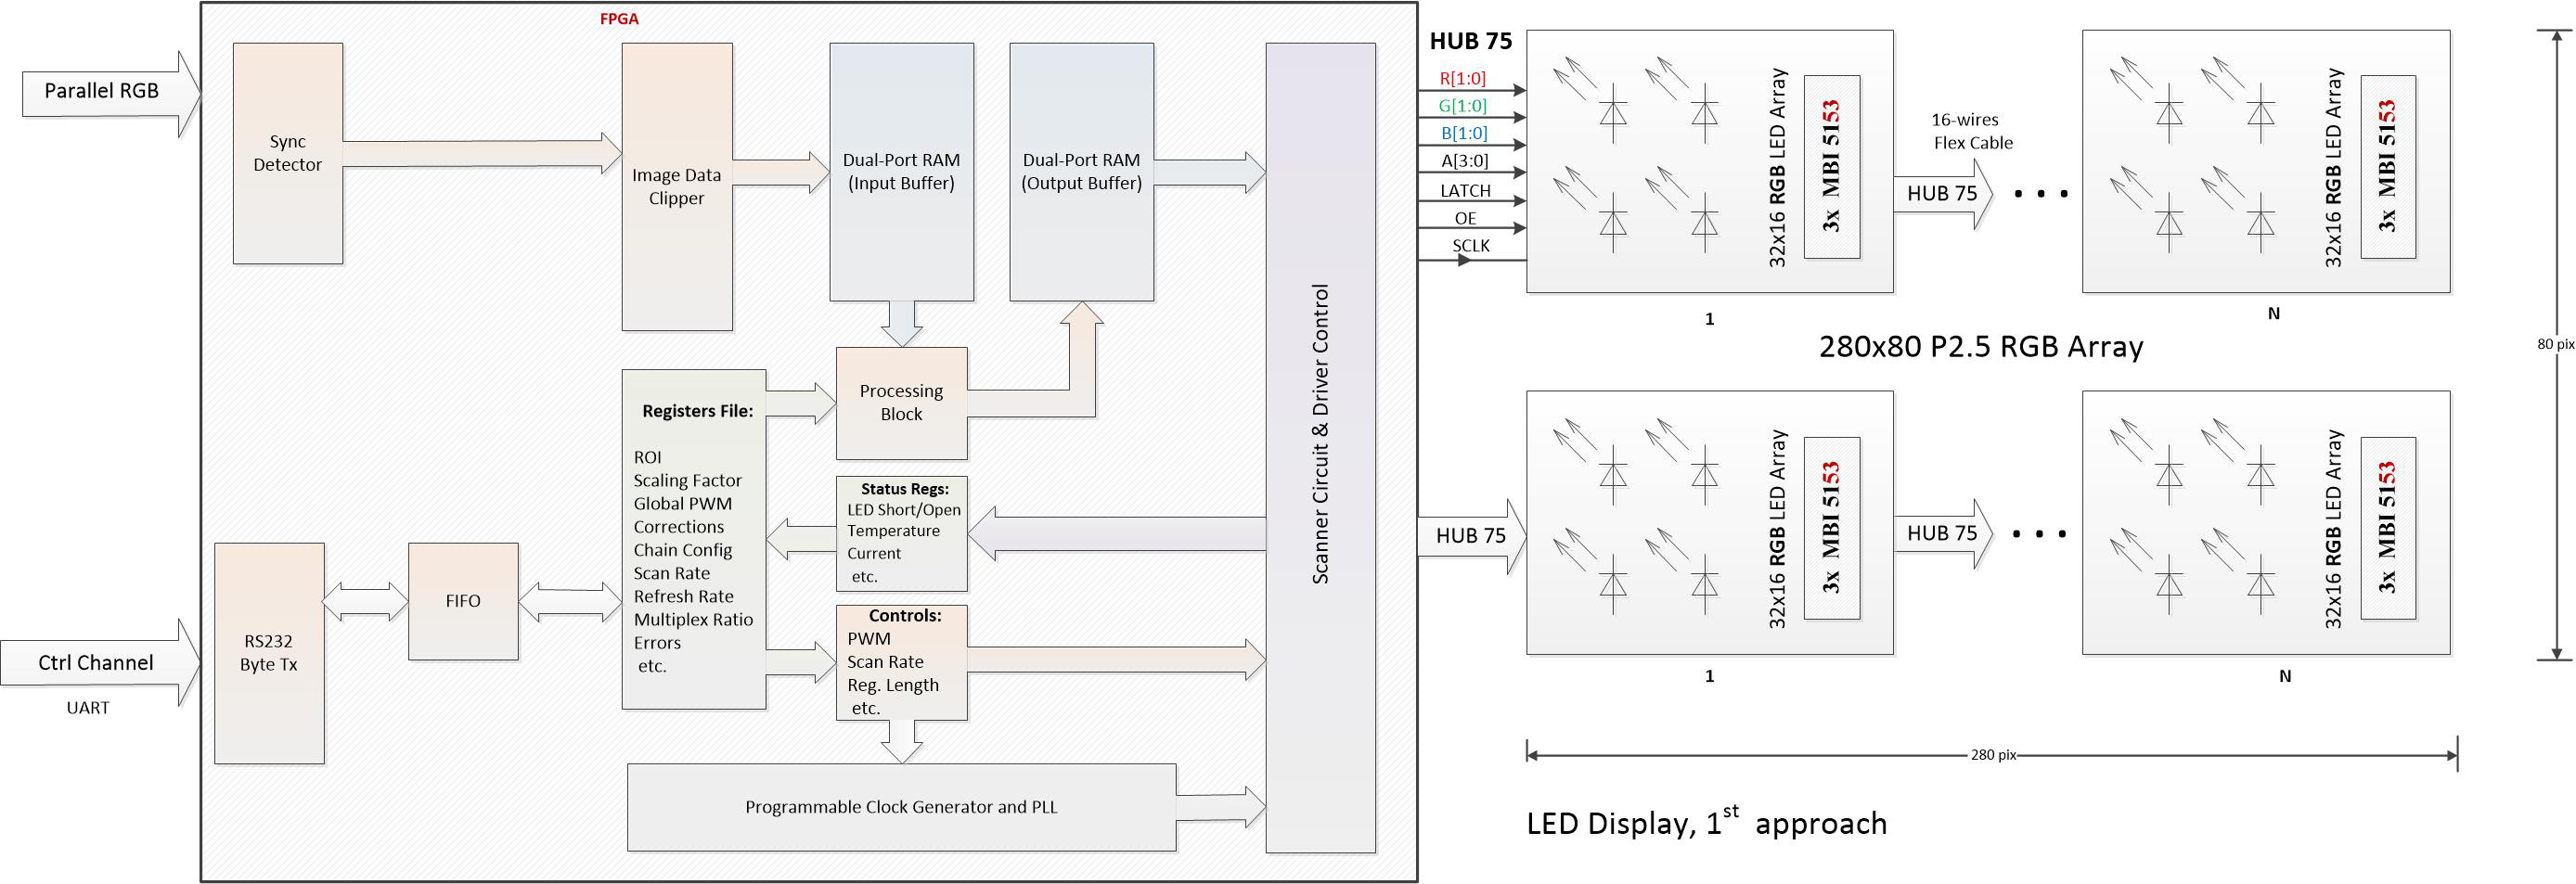 FPGA
Parallel RGB
Sync
Detector
Image Data
Clipper
Dual-Port RAM
(Input Buffer)
Dual-Port RAM
(Output Buffer)
Processing
Block
Registers File:
ROI
Scaling Factor
Global PWM
Corrections
Chain Config
Scan Rate
Refresh Rate
Multiplex Ratio
Errors
etc.
Status Regs:
LED Short/Open
Temperature
Current
etc.
Controls:
PWM
Scan Rate
Reg. Length
etc.
Ctrl Channel
UART
RS232
Byte Tx
FIFO
Programmable Clock Generator and PLL
Scanner Circuit & Driver Control
HUB 75
R[1:0]
G[1:0]
B[1:0]
A[3:0]
LATCH
OE
SCLK
32x16 RGB LED Array
3x MBI 5153
16-wires
Flex Cable
HUB 75
• • •
32x16 RGB LED Array
3x MBI 5153
1
N
280x80 P2.5 RGB Array
80 pix
HUB 75
32x16 RGB LED Array
3x MBI 5153
HUB 75
• • •
32x16 RGB LED Array
3x MBI 5153
1
N
280 pix
LED Display, 1st approach